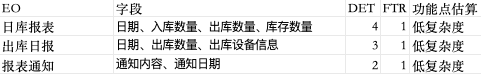 EO 字段 DET FTR 功能点估算
日库报表 日期、入库数量、出库数量、库存数量 4 1 低复杂度
出库日报 日期、出库数量、出库设备信息 3 1 低复杂度
报表通知 通知内容、通知日期 2 1 低复杂度